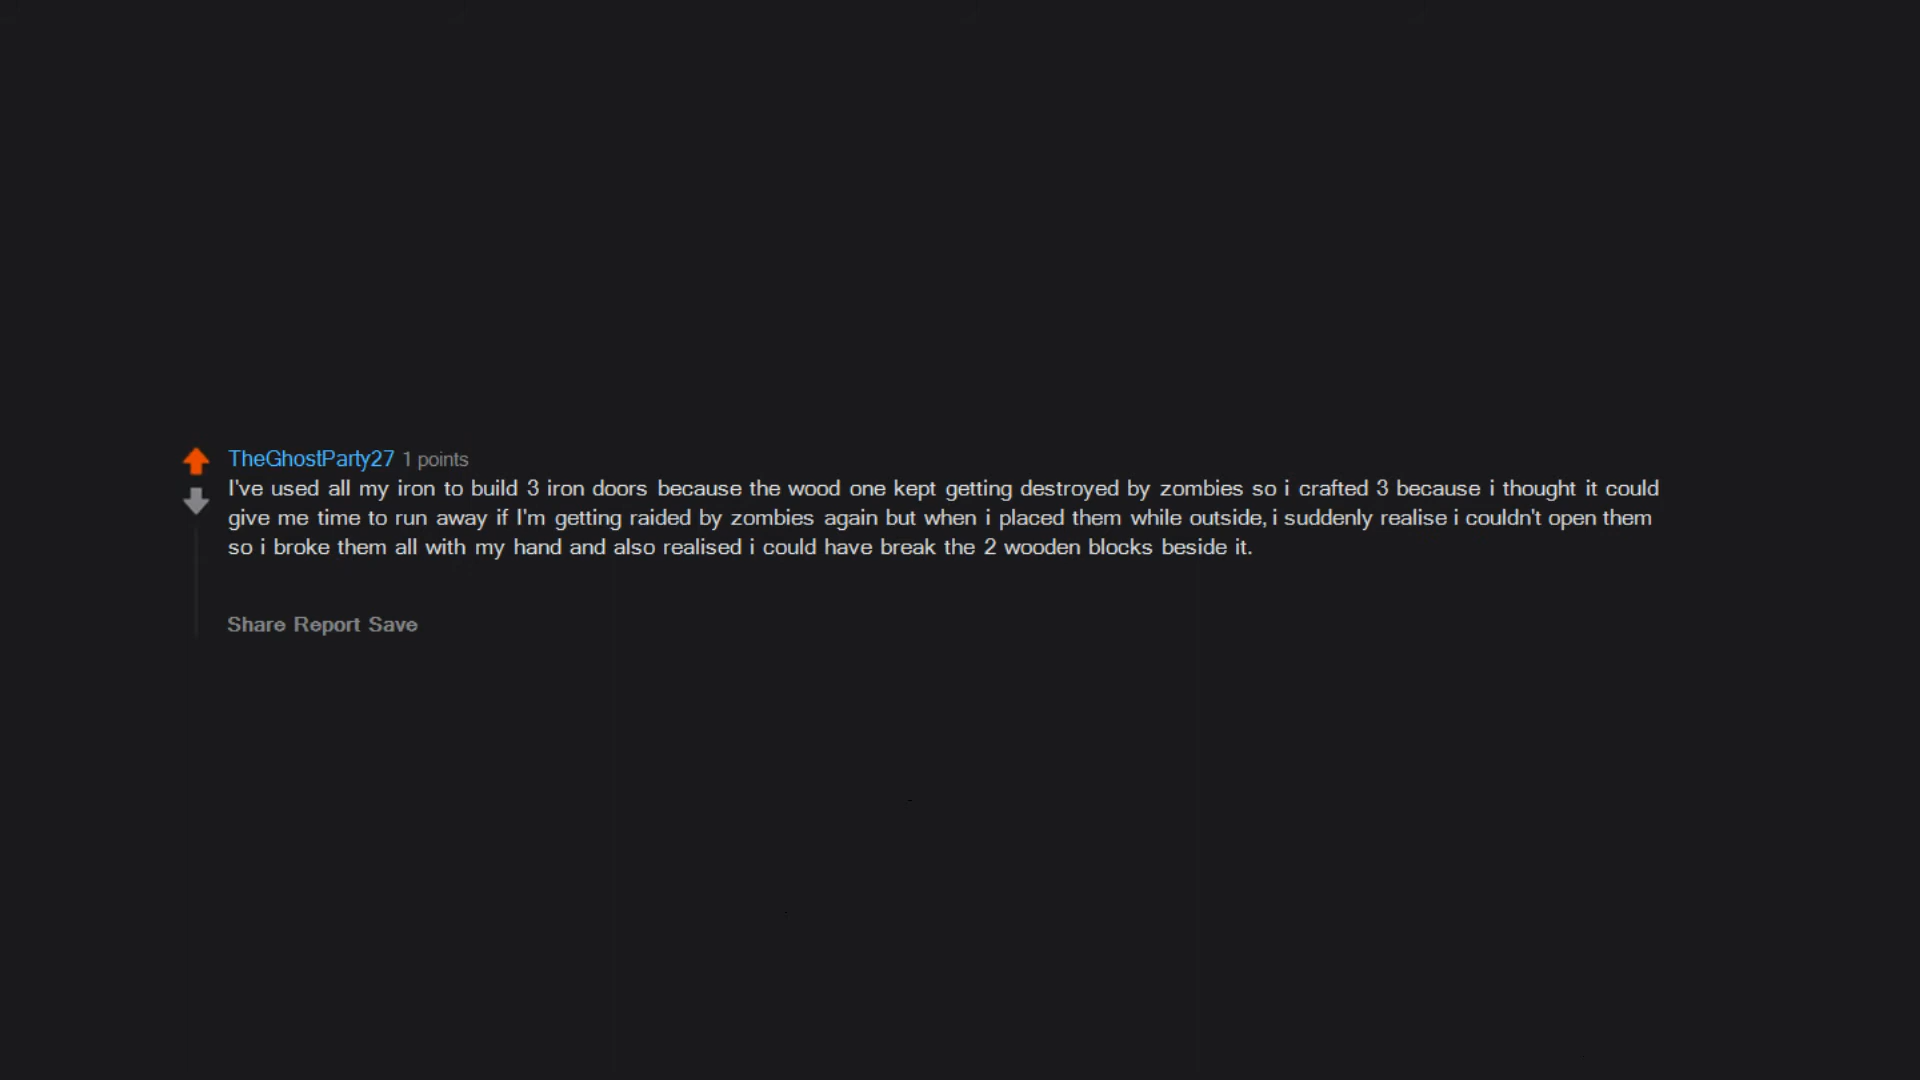 TheGhostParty27 1 points
I've used all my iron to build 3 iron doors because the wood one kept getting destroyed by zombies so i crafted 3 because i thought it could
give me time to run away if I'm getting raided by zombies again but when i placed them while outside, i suddenly realise i couldn't open them
so i broke them all with my hand and also realised i could have break the 2 wooden blocks beside it.
Share Report Save